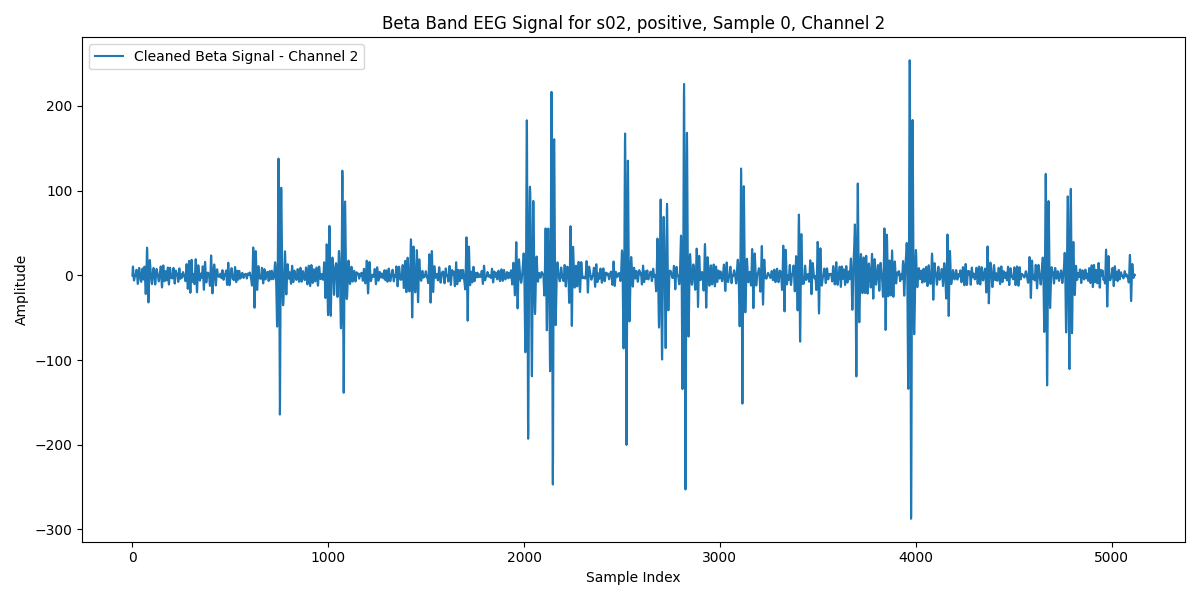 Beta Band EEG Signal for s02, positive, Sample 0, Channel 2
Cleaned Beta Signal - Channel 2
200
100
0
−100
−200
−300
Amplitude
0 1000 2000 3000 4000 5000
Sample Index